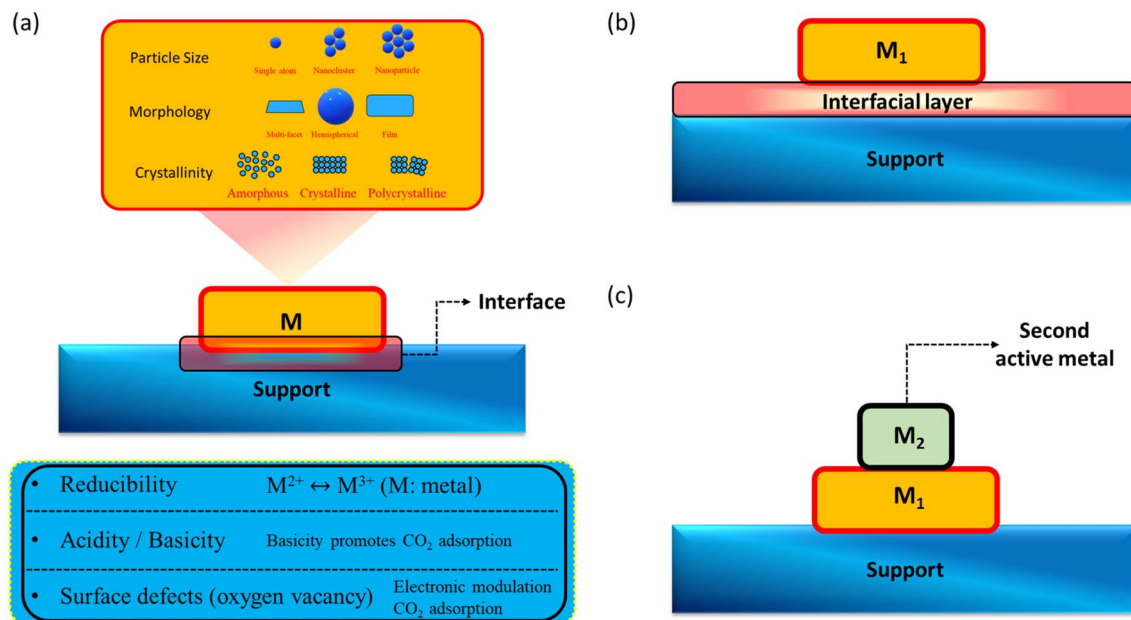 (a)
Particle Size
Single atom Nanocluster Nanoparticle
Morphology
Multi-facet Hemispherical Film
Crystallinity
Amorphous Crystalline Polycrystalline
M
Interface
Support
• Reducibility M²⁺ ↔ M³⁺ (M: metal)
• Acidity / Basicity Basicity promotes CO₂ adsorption
• Surface defects (oxygen vacancy) Electronic modulation
CO₂ adsorption
(b)
M₁
Interfacial layer
Support
(c)
Second
active metal
M₂
M₁
Support